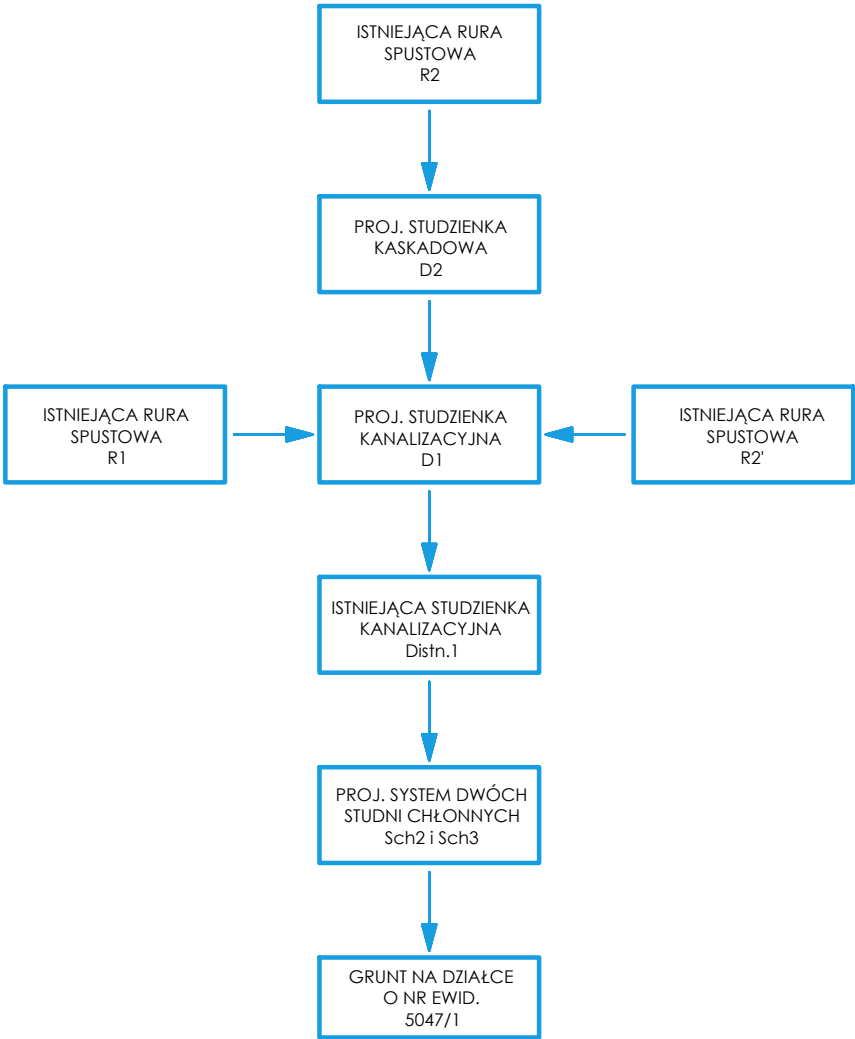 ISTNIEJĄCA RURA
SPUSTOWA
R2
PROJ. STUDZIENKA
KASKADOWA
D2
ISTNIEJĄCA RURA
SPUSTOWA
R1
PROJ. STUDZIENKA
KANALIZACYJNA
D1
ISTNIEJĄCA RURA
SPUSTOWA
R2'
ISTNIEJĄCA STUDZIENKA
KANALIZACYJNA
Distn.1
PROJ. SYSTEM DWÓCH
STUDNI CHŁONNYCH
Sch2 i Sch3
GRUNT NA DZIAŁCE
O NR EWID.
5047/1